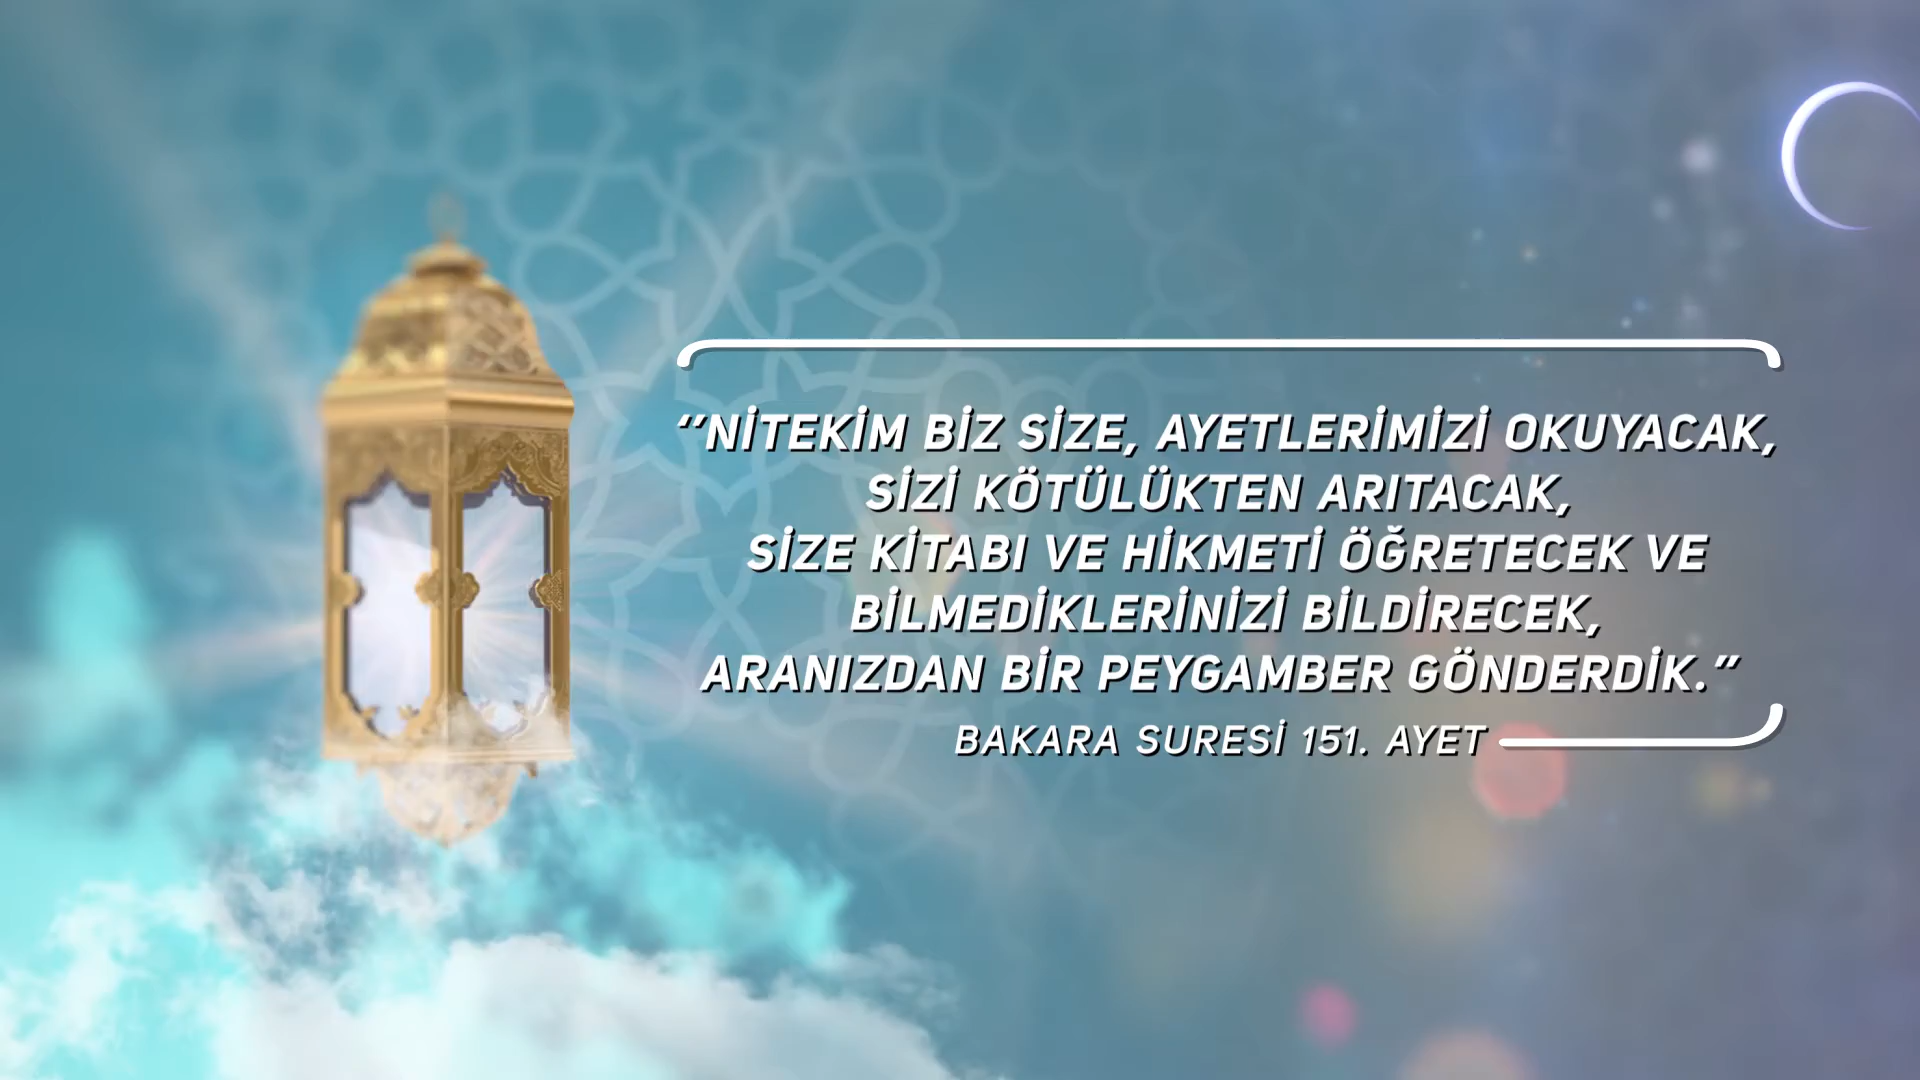 ''NİTEKİM BİZ SİZE, AYETLERİMİZİ OKUYACAK,
SİZİ KÖTÜLÜKTEN ARITACAK,
SİZE KİTABI VE HİKMETİ ÖĞRETECEK VE
BİLMEDİKLERİNİZİ BİLDİRECEK,
ARANIZDAN BİR PEYGAMBER GÖNDERDİK.''
BAKARA SURESİ 151. AYET